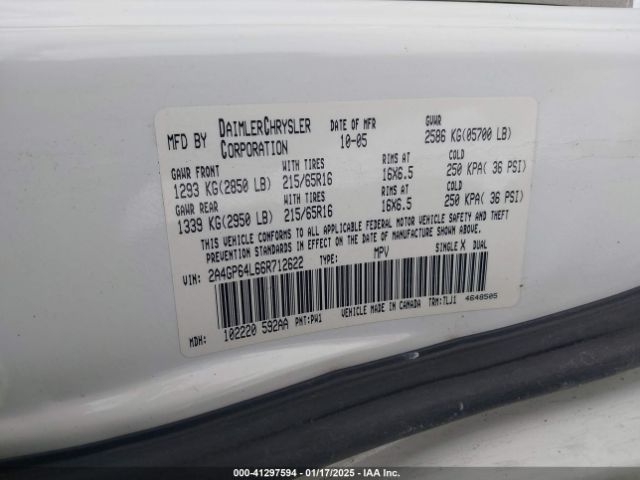 MFD BY DAIMLERCHRYSLER CORPORATION DATE OF MFR 10-05 GVWR 2586 KG(05700 LB)
GAWR FRONT WITH TIRES RIMS AT COLD
1293 KG(2850 LB) 215/65R16 16X6.5 250 KPA( 36 PSI)
GAWR REAR WITH TIRES RIMS AT COLD
1339 KG(2950 LB) 215/65R16 16X6.5 250 KPA( 36 PSI)
THIS VEHICLE CONFORMS TO ALL APPLICABLE FEDERAL MOTOR VEHICLE SAFETY AND THEFT
PREVENTION STANDARDS IN EFFECT ON THE DATE OF MANUFACTURE SHOWN ABOVE.
VIN: 2A4GP64L66R712622 TYPE: MPV SINGLE X DUAL
VEHICLE MADE IN CANADA TRM:TLJ1 4648505
MDH: 102220 592AA PNT:PW1
000-41297594 - 01/17/2025 - IAA Inc.